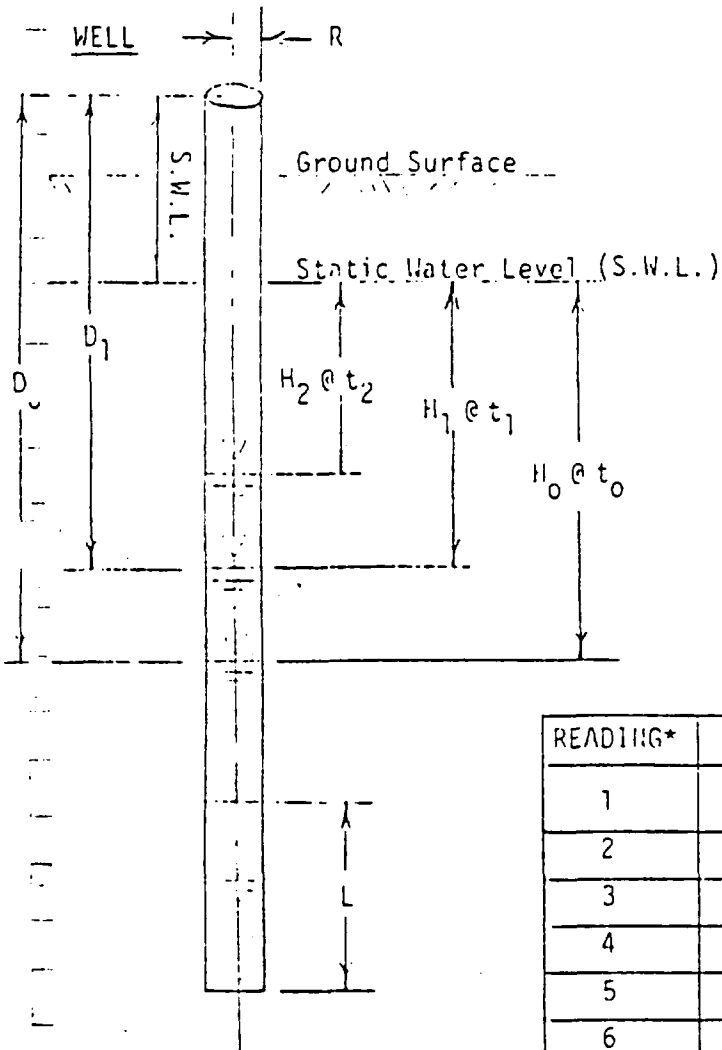 WELL
R
S.W.L.
Ground Surface
Static Water Level (S.W.L.)
D1
D
H2 @ t2
H1 @ t1
H0 @ t0
L
READING*
1
2
3
4
5
6